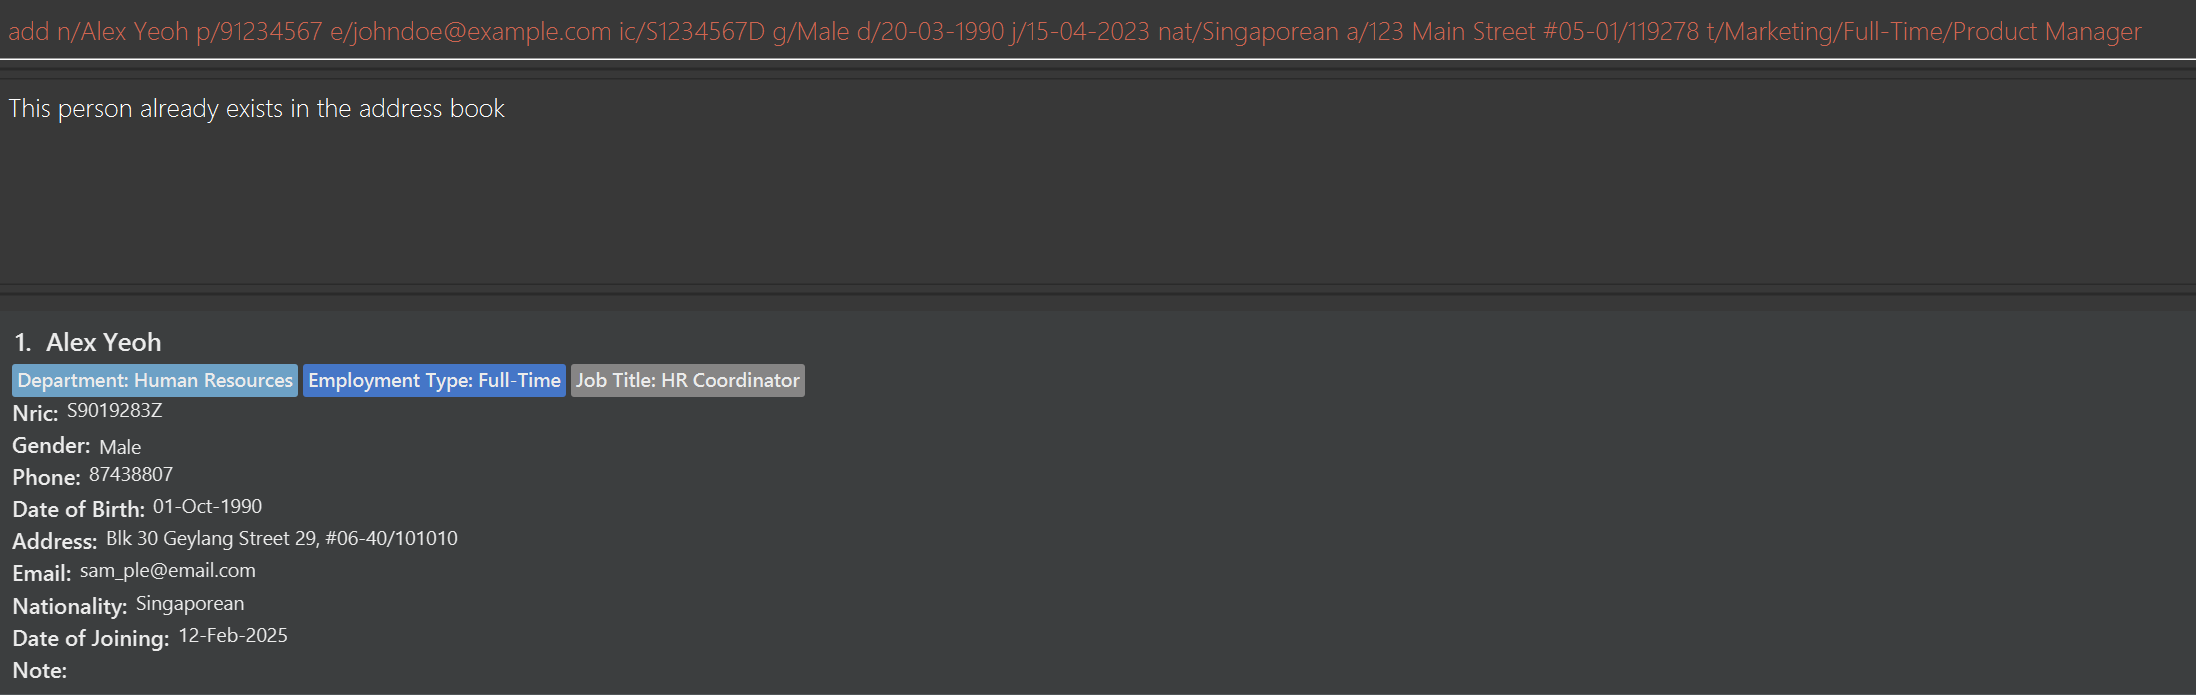 add n/Alex Yeoh p/91234567 e/johndoe@example.com ic/S1234567D g/Male d/20-03-1990 j/15-04-2023 nat/Singaporean a/123 Main Street #05-01/119278 t/Marketing/Full-Time/Product Manager
This person already exists in the address book
1. Alex Yeoh
Department: Human Resources Employment Type: Full-Time Job Title: HR Coordinator
Nric: S9019283Z
Gender: Male
Phone: 87438807
Date of Birth: 01-Oct-1990
Address: Blk 30 Geylang Street 29, #06-40/101010
Email: sam_ple@email.com
Nationality: Singaporean
Date of Joining: 12-Feb-2025
Note: